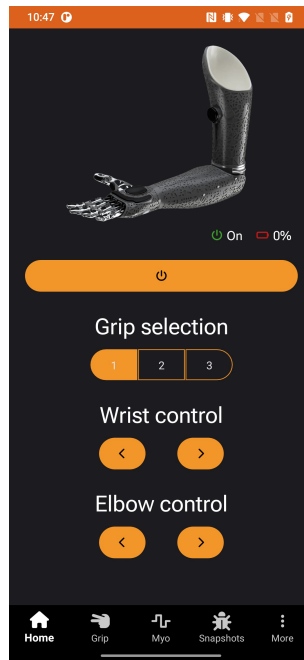 10:47
On 0%
Grip selection
1 2 3
Wrist control
Elbow control
Home Grip Myo Snapshots More